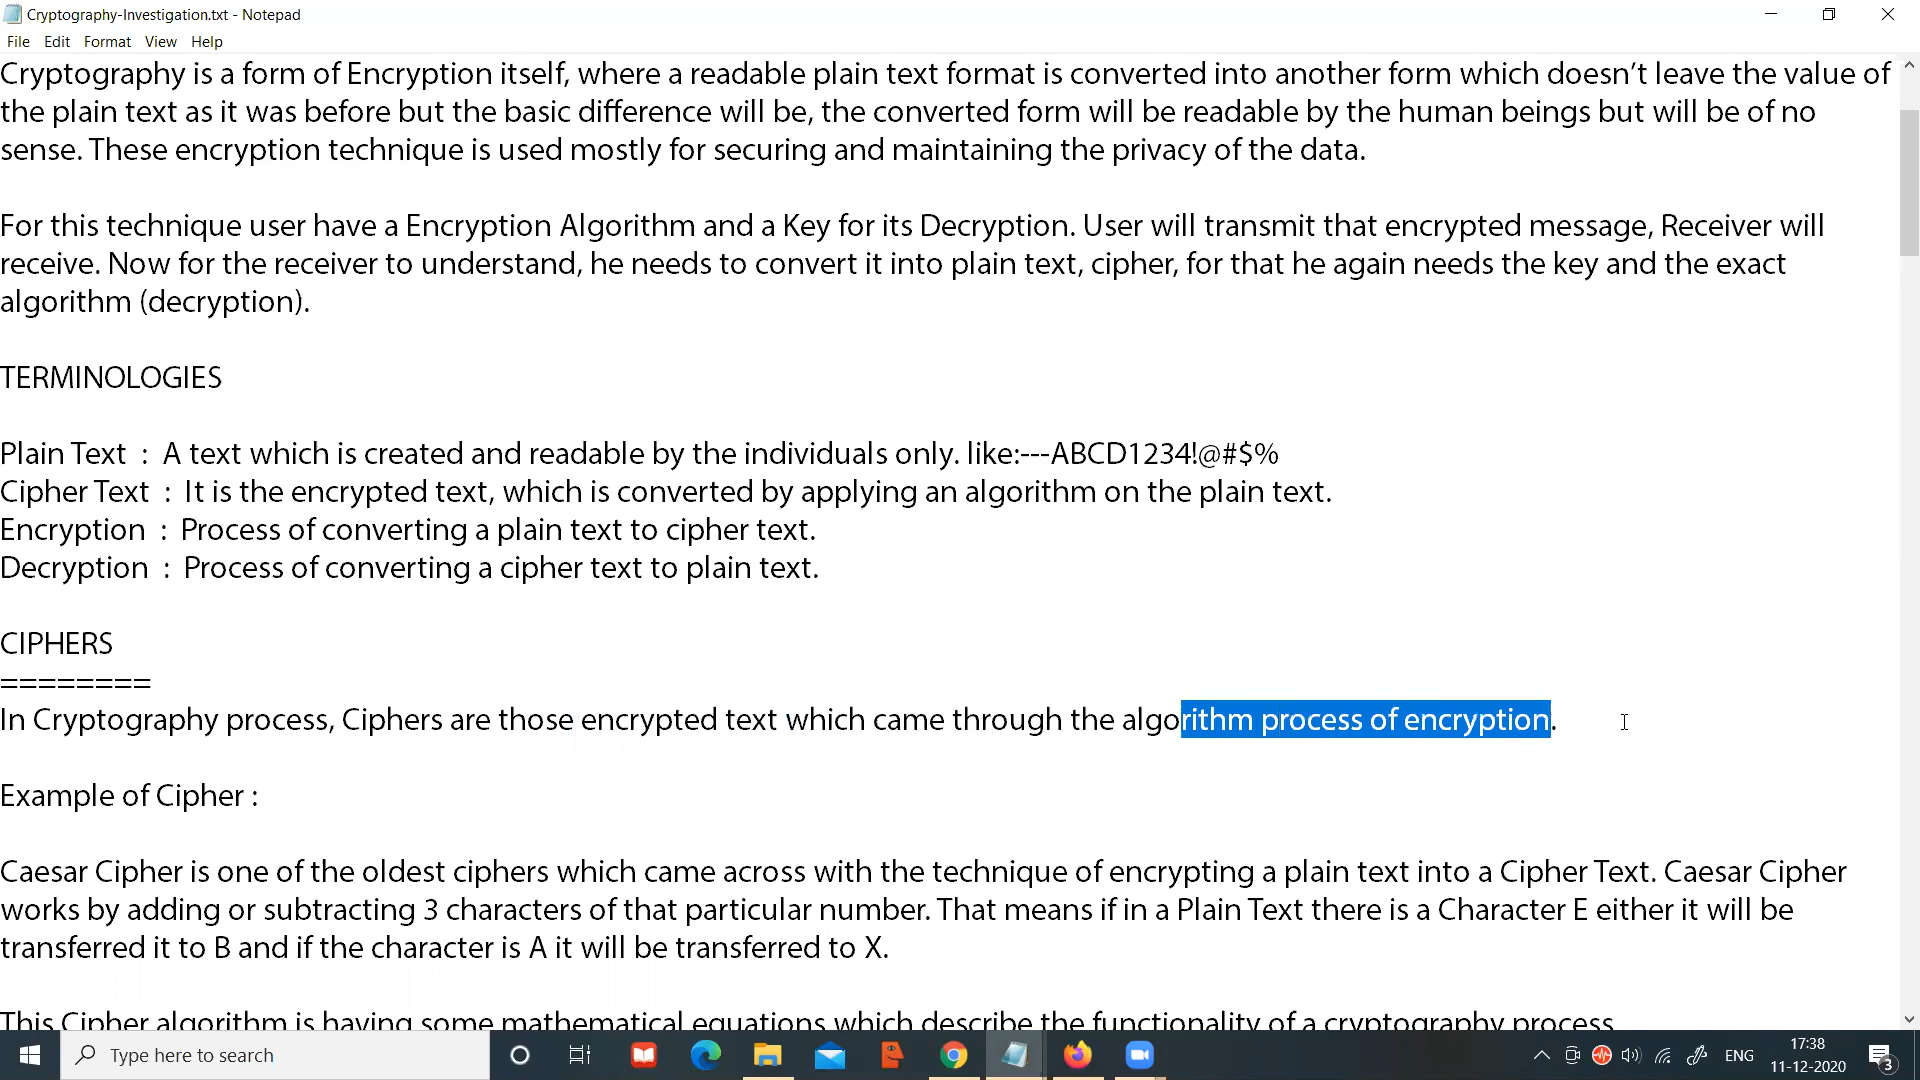 Cryptography-Investigation.txt - Notepad
File Edit Format View Help
Cryptography is a form of Encryption itself, where a readable plain text format is converted into another form which doesn’t leave the value of
the plain text as it was before but the basic difference will be, the converted form will be readable by the human beings but will be of no
sense. These encryption technique is used mostly for securing and maintaining the privacy of the data.
For this technique user have a Encryption Algorithm and a Key for its Decryption. User will transmit that encrypted message, Receiver will
receive. Now for the receiver to understand, he needs to convert it into plain text, cipher, for that he again needs the key and the exact
algorithm (decryption).
TERMINOLOGIES
Plain Text : A text which is created and readable by the individuals only. like:---ABCD1234!@#$%
Cipher Text : It is the encrypted text, which is converted by applying an algorithm on the plain text.
Encryption : Process of converting a plain text to cipher text.
Decryption : Process of converting a cipher text to plain text.
CIPHERS
========
In Cryptography process, Ciphers are those encrypted text which came through the algorithm process of encryption.
Example of Cipher :
Caesar Cipher is one of the oldest ciphers which came across with the technique of encrypting a plain text into a Cipher Text. Caesar Cipher
works by adding or subtracting 3 characters of that particular number. That means if in a Plain Text there is a Character E either it will be
transferred it to B and if the character is A it will be transferred to X.
This Cipher algorithm is having some mathematical equations which describe the functionality of a cryptography process
Type here to search
ENG
17:38
11-12-2020
3